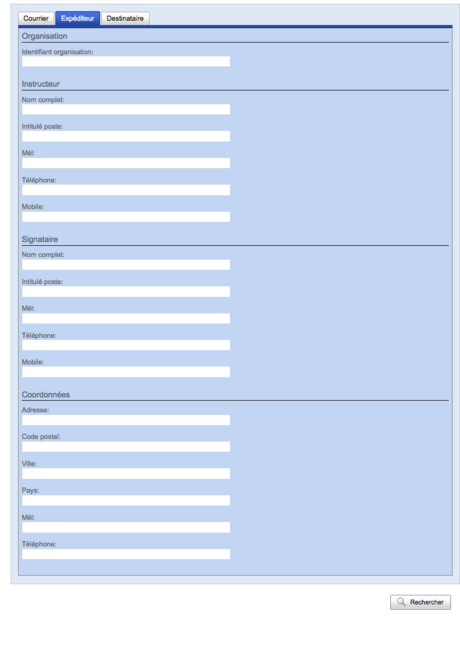 Courrier Expéditeur Destinataire
Organisation
Identifiant organisation:
Instructeur
Nom complet:
Intitulé poste:
Mél:
Téléphone:
Mobile:
Signataire
Nom complet:
Intitulé poste:
Mél:
Téléphone:
Mobile:
Coordonnées
Adresse:
Code postal:
Ville:
Pays:
Mél:
Téléphone:
Rechercher